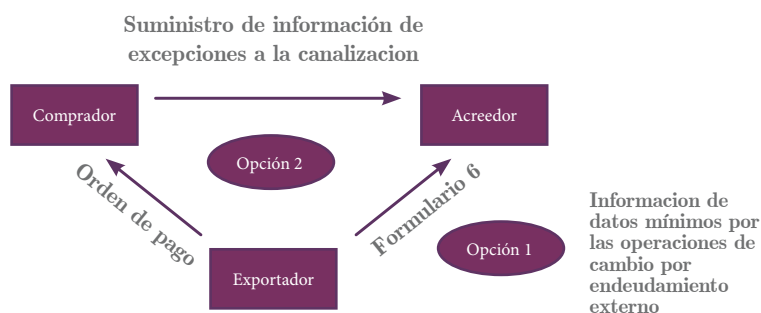 Suministro de información de
excepciones a la canalizacion
Comprador
Acreedor
Opción 2
Orden de pago
Formulario 6
Informacion de
datos mínimos por
las operaciones de
cambio por
endeudamiento
externo
Opción 1
Exportador